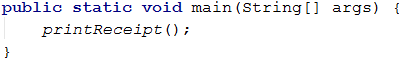 public static void main(String[] args) {
    printReceipt();
}